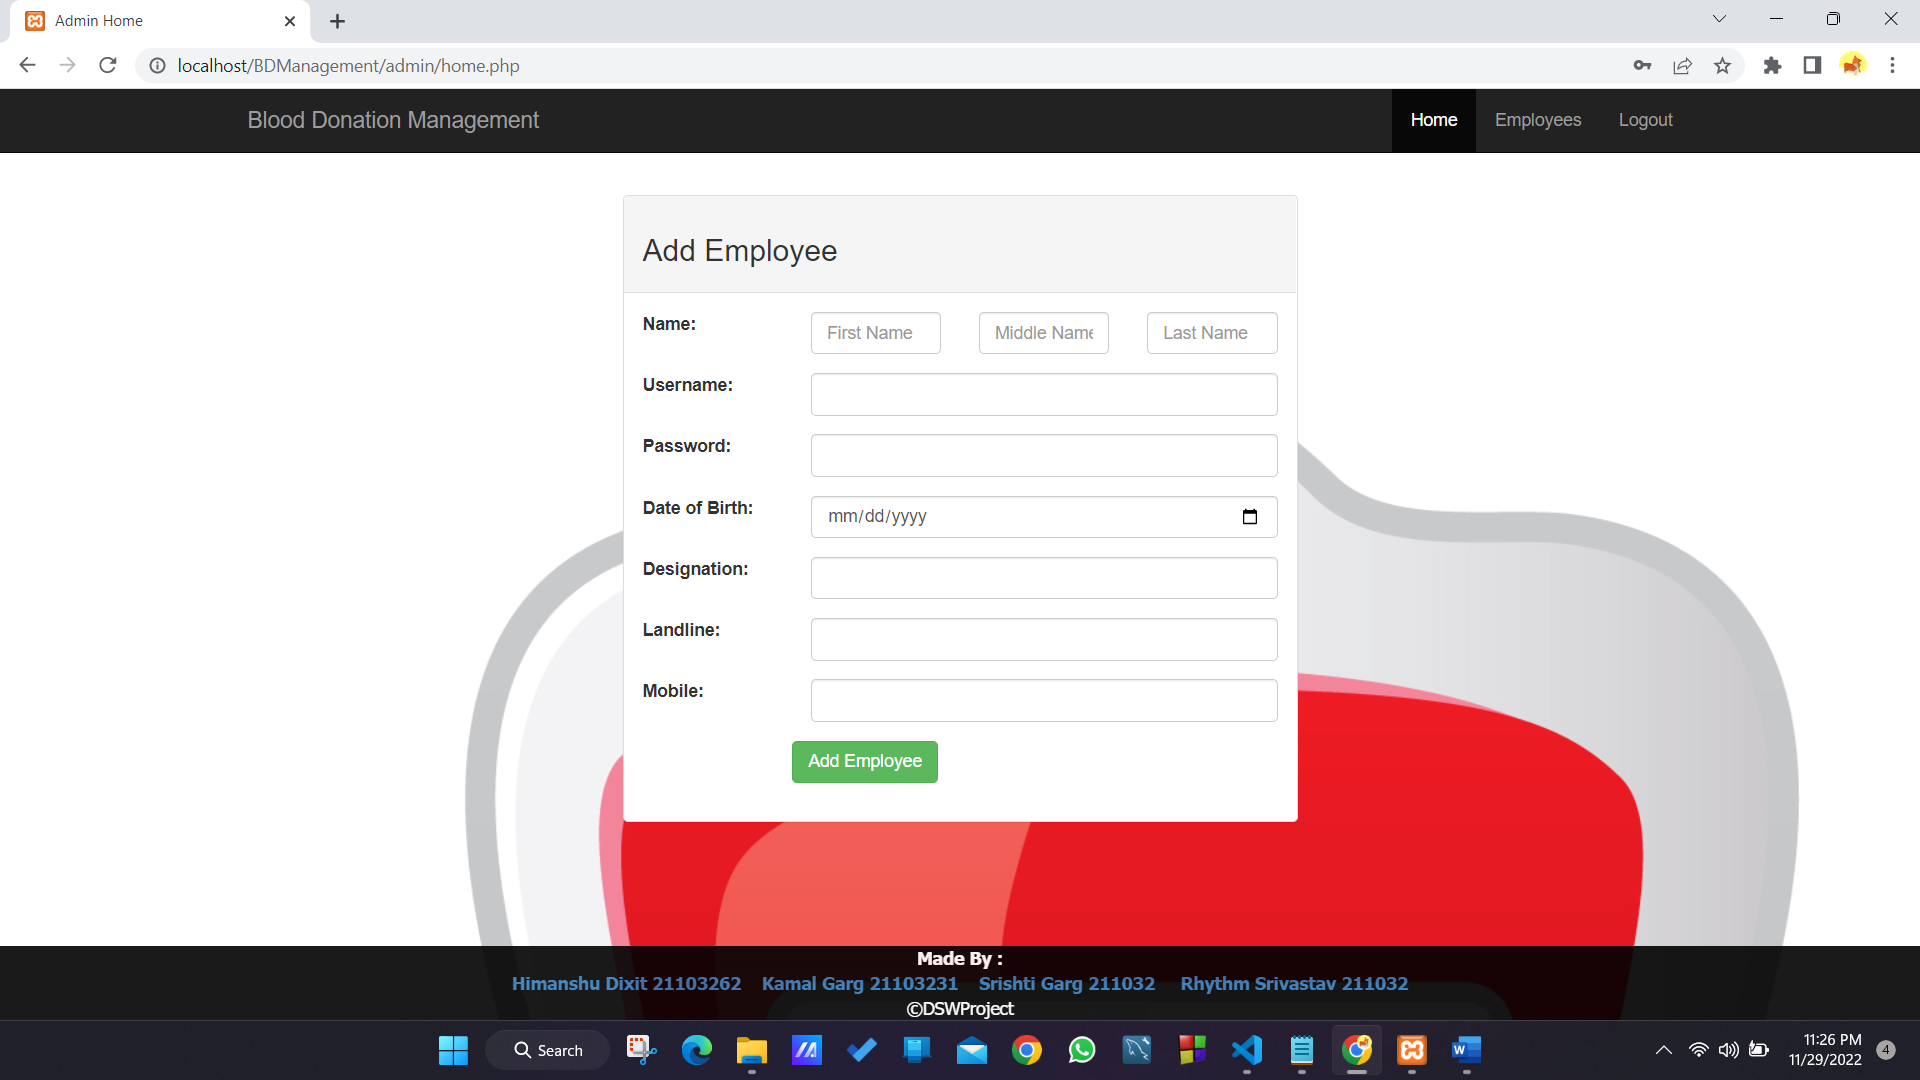 Admin Home
localhost/BDManagement/admin/home.php
Blood Donation Management Home Employees Logout
Add Employee
Name: First Name Middle Name Last Name
Username:
Password:
Date of Birth: mm/dd/yyyy
Designation:
Landline:
Mobile:
Add Employee
Made By :
Himanshu Dixit 21103262 Kamal Garg 21103231 Srishti Garg 211032 Rhythm Srivastav 211032
©DSWProject
Search
11:26 PM
11/29/2022
4